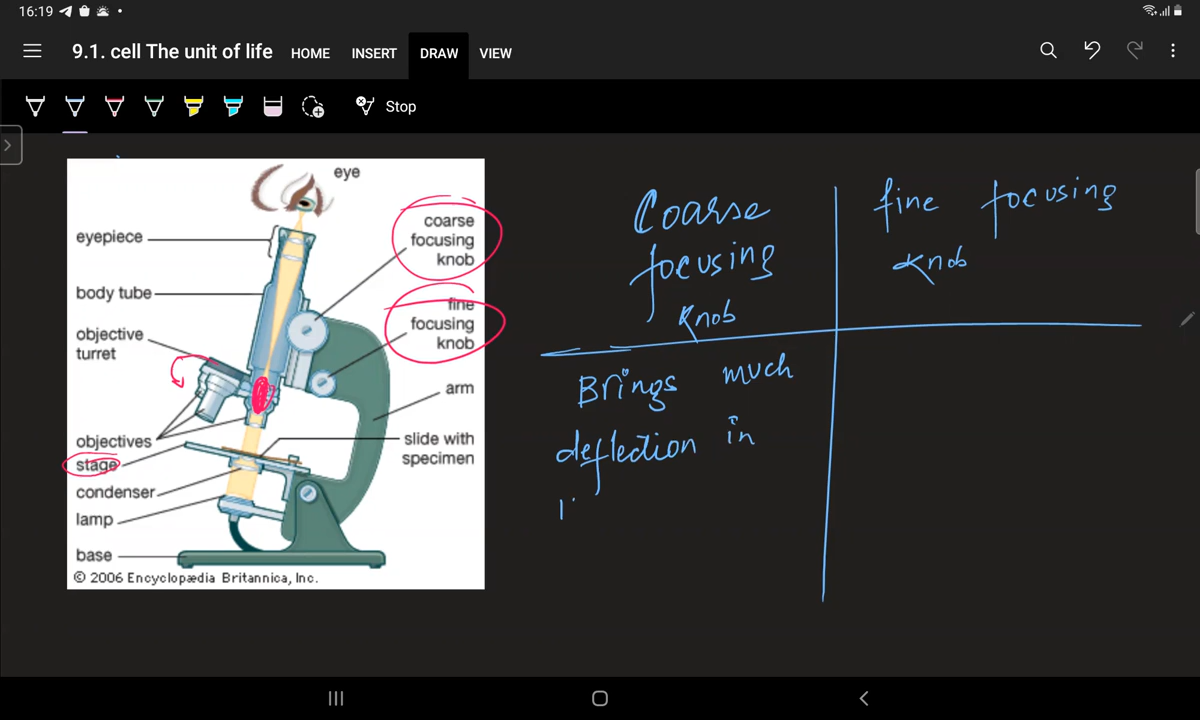 16:19
9.1. cell The unit of life HOME INSERT DRAW VIEW
Stop
eye
coarse
focusing
knob
eyepiece
body tube
fine
focusing
knob
objective
turret
arm
objectives
slide with
specimen
stage
condenser
lamp
base
© 2006 Encyclopædia Britannica, Inc.
Coarse
focusing
knob
fine focusing
knob
Brings much
deflection in